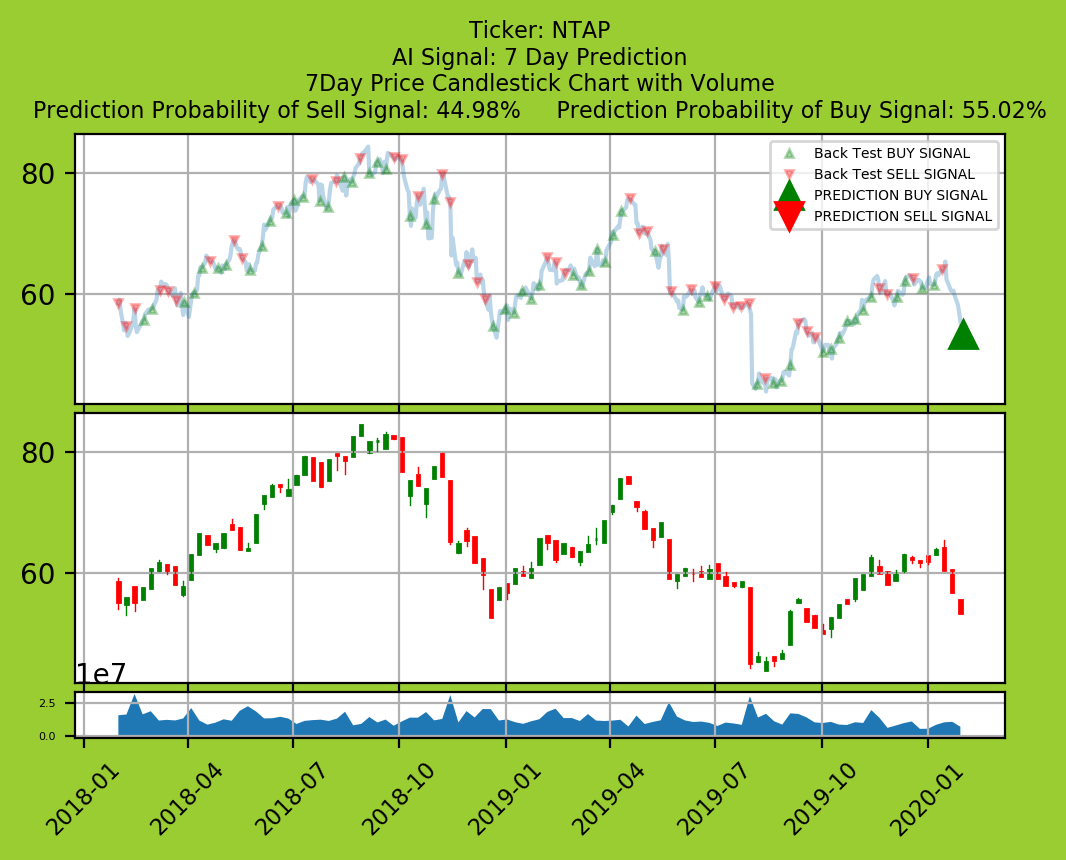 Ticker: NTAP
AI Signal: 7 Day Prediction
7Day Price Candlestick Chart with Volume
Prediction Probability of Sell Signal: 44.98% Prediction Probability of Buy Signal: 55.02%
80
60
Back Test BUY SIGNAL
Back Test SELL SIGNAL
PREDICTION BUY SIGNAL
PREDICTION SELL SIGNAL
80
60
1e7
2.5
0.0
2018-01
2018-04
2018-07
2018-10
2019-01
2019-04
2019-07
2019-10
2020-01